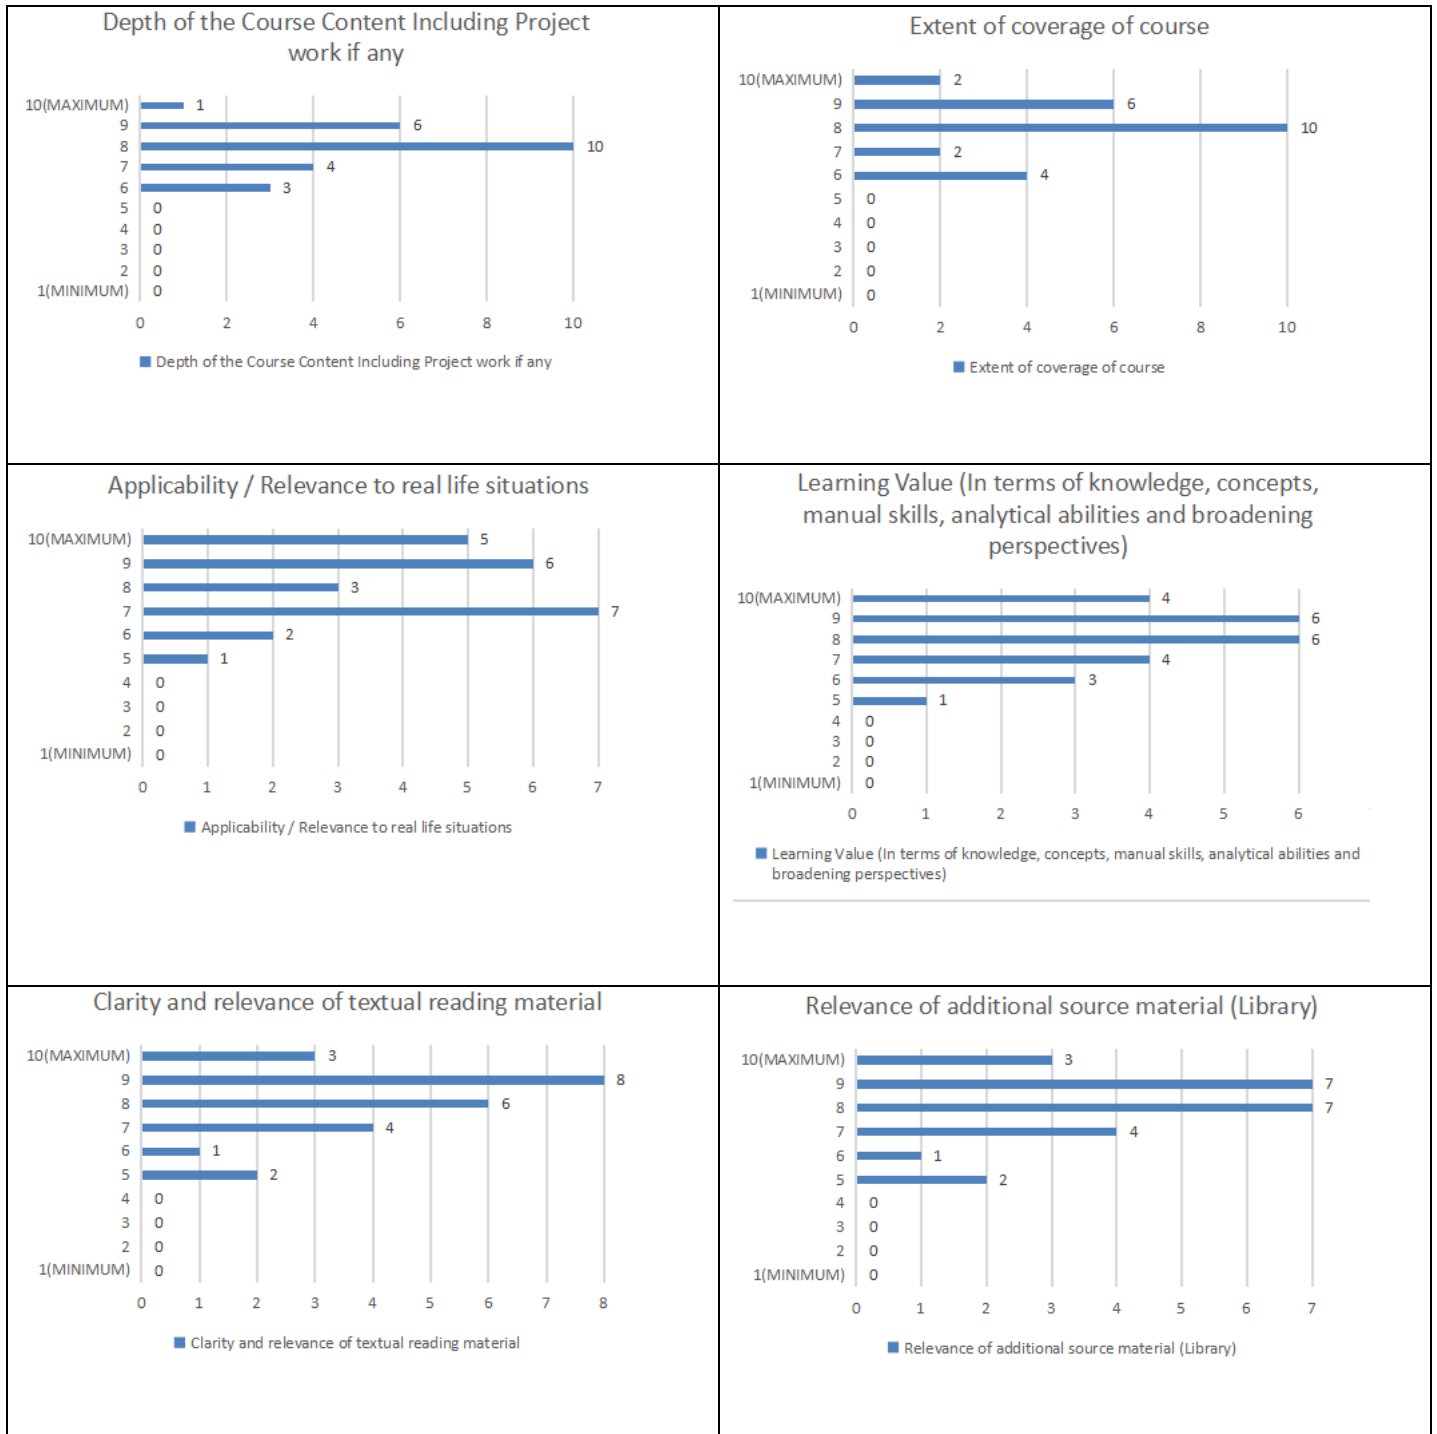 Depth of the Course Content Including Project
work if any
10(MAXIMUM) 1
9 6
8 10
7 4
6 3
5 0
4 0
3 0
2 0
1(MINIMUM) 0
0 2 4 6 8 10
Depth of the Course Content Including Project work if any
Extent of coverage of course
10(MAXIMUM) 2
9 6
8 10
7 2
6 4
5 0
4 0
3 0
2 0
1(MINIMUM) 0
0 2 4 6 8 10
Extent of coverage of course
Applicability / Relevance to real life situations
10(MAXIMUM) 5
9 6
8 3
7 7
6 2
5 1
4 0
3 0
2 0
1(MINIMUM) 0
0 1 2 3 4 5 6 7
Applicability / Relevance to real life situations
Learning Value (In terms of knowledge, concepts,
manual skills, analytical abilities and broadening
perspectives)
10(MAXIMUM) 4
9 6
8 6
7 4
6 3
5 1
4 0
3 0
2 0
1(MINIMUM) 0
0 1 2 3 4 5 6
Learning Value (In terms of knowledge, concepts, manual skills, analytical abilities and
broadening perspectives)
Clarity and relevance of textual reading material
10(MAXIMUM) 3
9 8
8 6
7 4
6 1
5 2
4 0
3 0
2 0
1(MINIMUM) 0
0 1 2 3 4 5 6 7 8
Clarity and relevance of textual reading material
Relevance of additional source material (Library)
10(MAXIMUM) 3
9 7
8 7
7 4
6 1
5 2
4 0
3 0
2 0
1(MINIMUM) 0
0 1 2 3 4 5 6 7
Relevance of additional source material (Library)